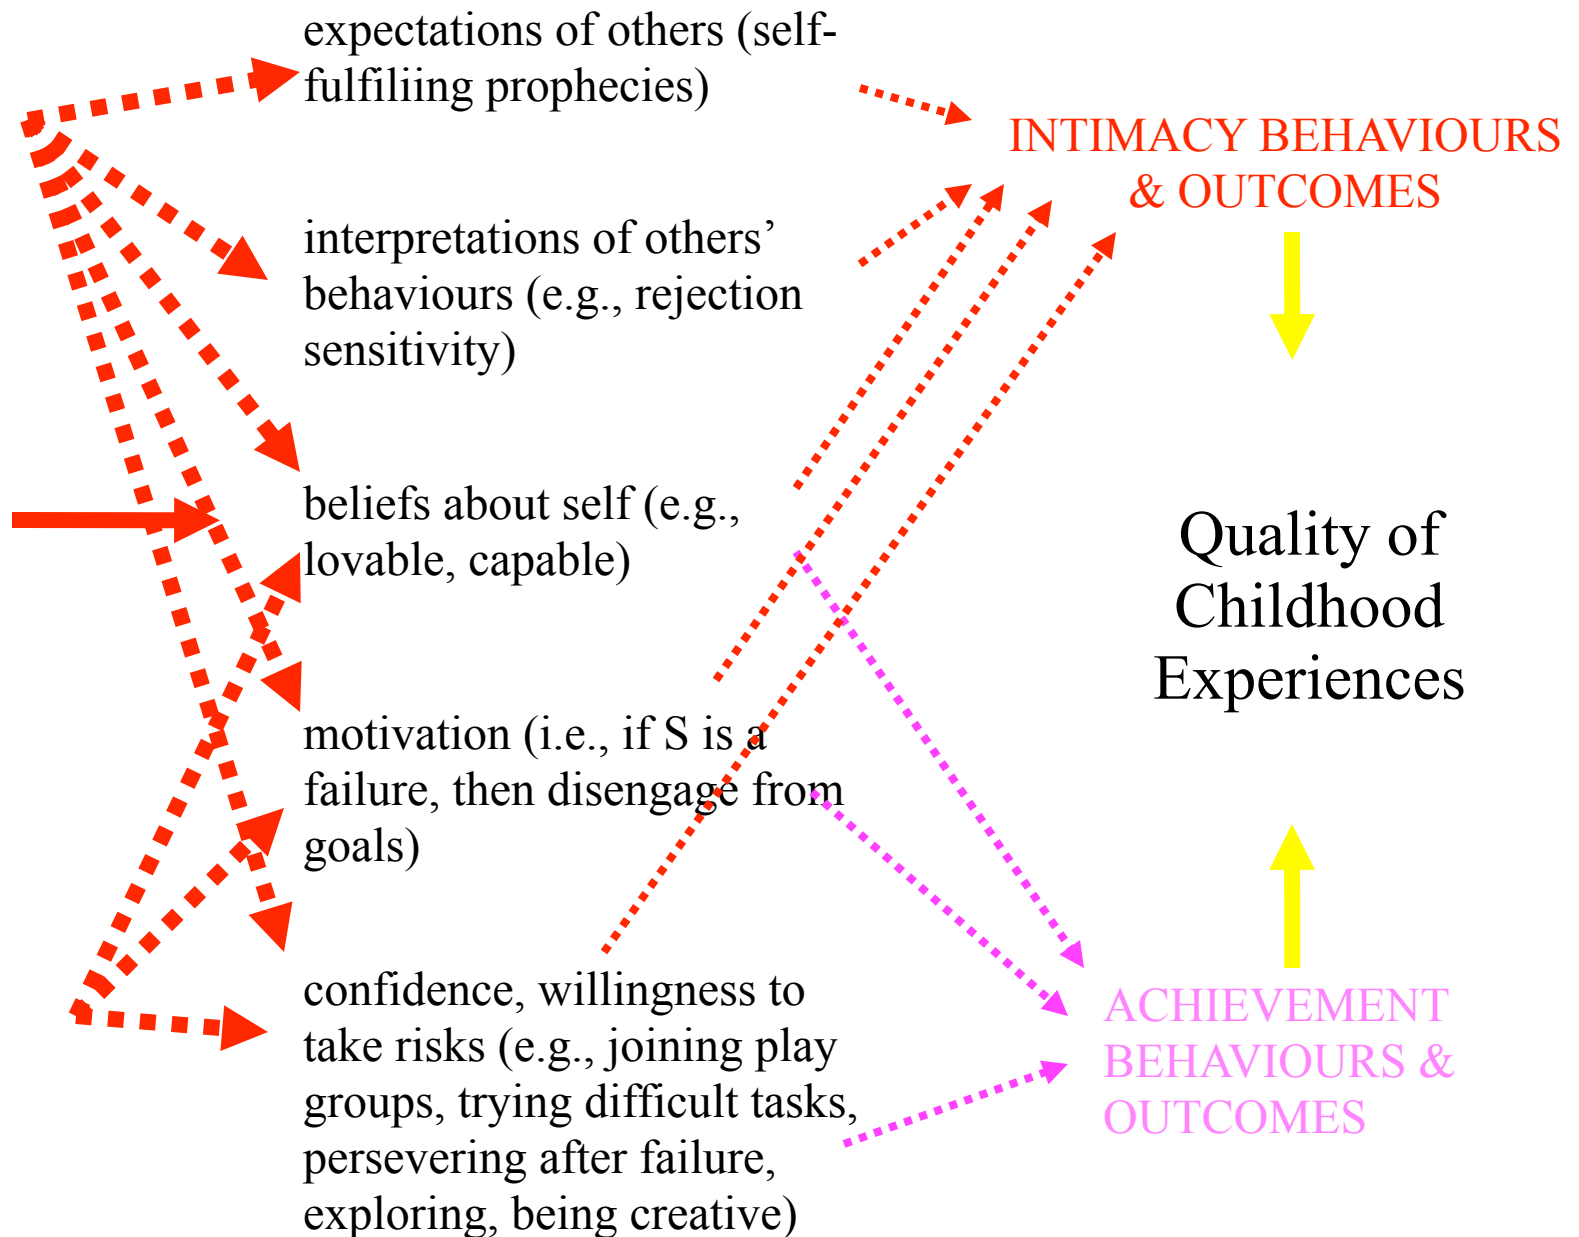 expectations of others (self-
fulfiliing prophecies)
INTIMACY BEHAVIOURS
& OUTCOMES
interpretations of others’
behaviours (e.g., rejection
sensitivity)
beliefs about self (e.g.,
lovable, capable)
Quality of
Childhood
Experiences
motivation (i.e., if S is a
failure, then disengage from
goals)
confidence, willingness to
take risks (e.g., joining play
groups, trying difficult tasks,
persevering after failure,
exploring, being creative)
ACHIEVEMENT
BEHAVIOURS &
OUTCOMES